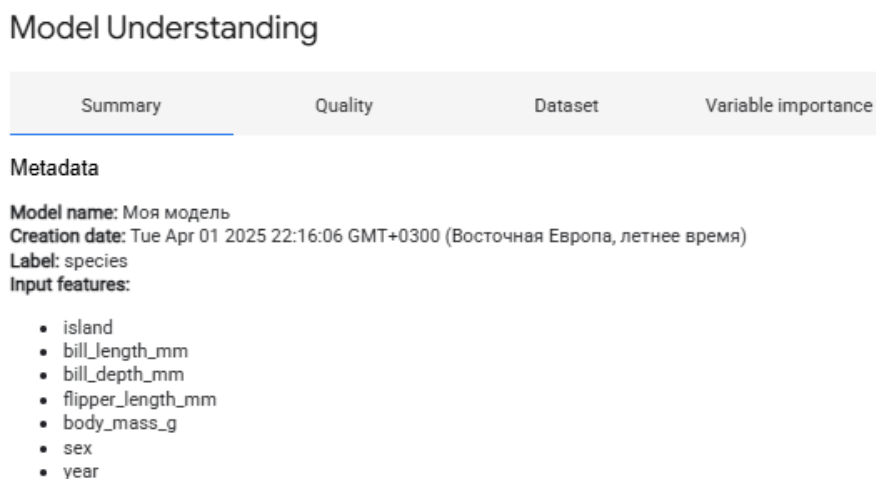 Model Understanding
Summary Quality Dataset Variable importance
Metadata
Model name: Моя модель
Creation date: Tue Apr 01 2025 22:16:06 GMT+0300 (Восточная Европа, летнее время)
Label: species
Input features:
• island
• bill_length_mm
• bill_depth_mm
• flipper_length_mm
• body_mass_g
• sex
• year